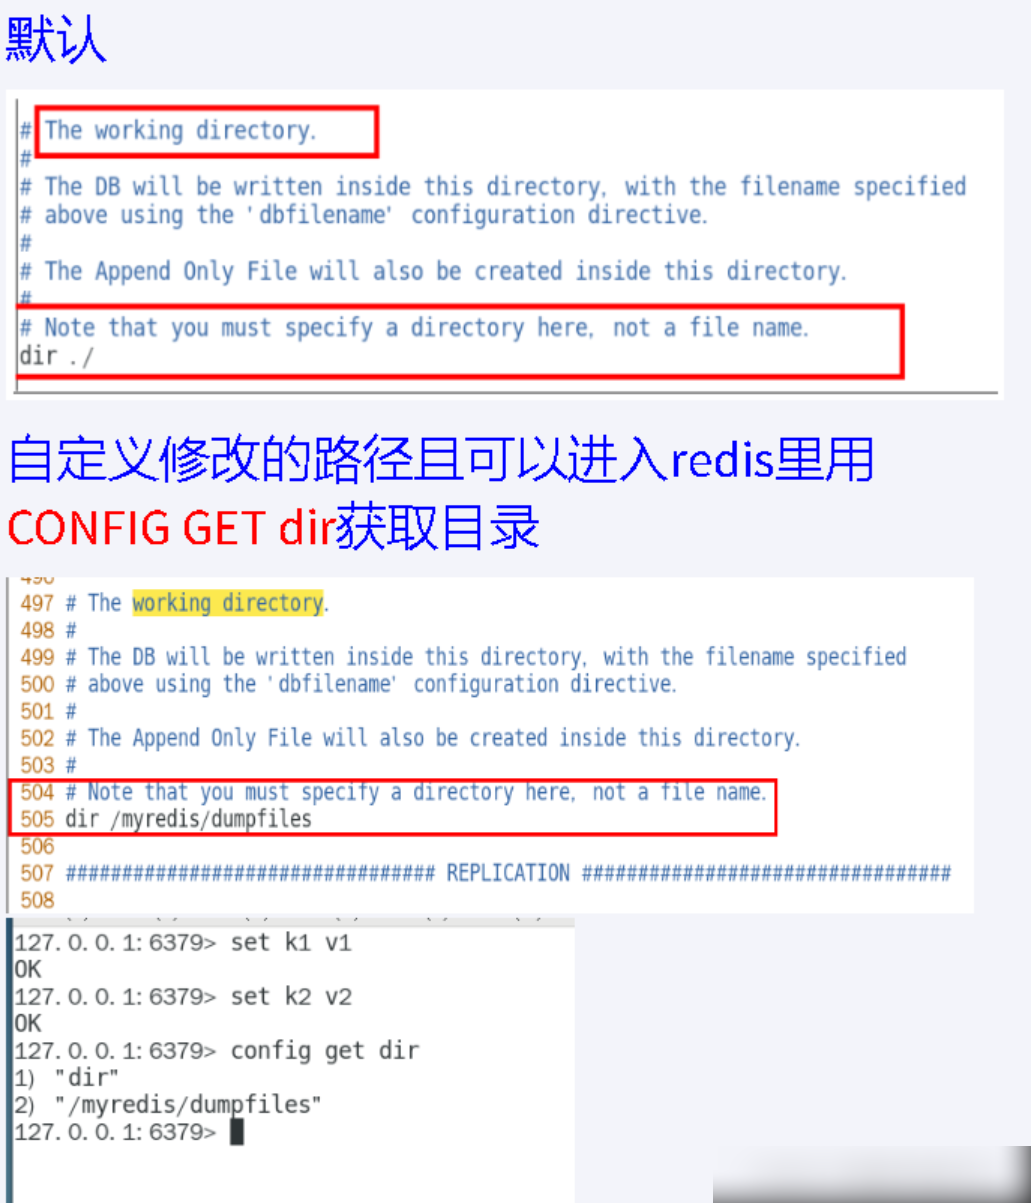 默认
# The working directory.
#
# The DB will be written inside this directory, with the filename specified
# above using the 'dbfilename' configuration directive.
#
# The Append Only File will also be created inside this directory.
#
# Note that you must specify a directory here, not a file name.
dir ./
自定义修改的路径且可以进入redis里用
CONFIG GET dir获取目录
496
497 # The working directory.
498 #
499 # The DB will be written inside this directory, with the filename specified
500 # above using the 'dbfilename' configuration directive.
501 #
502 # The Append Only File will also be created inside this directory.
503 #
504 # Note that you must specify a directory here, not a file name.
505 dir /myredis/dumpfiles
506
507 ################################# REPLICATION #################################
508
127.0.0.1:6379> set k1 v1
OK
127.0.0.1:6379> set k2 v2
OK
127.0.0.1:6379> config get dir
1) "dir"
2) "/myredis/dumpfiles"
127.0.0.1:6379>